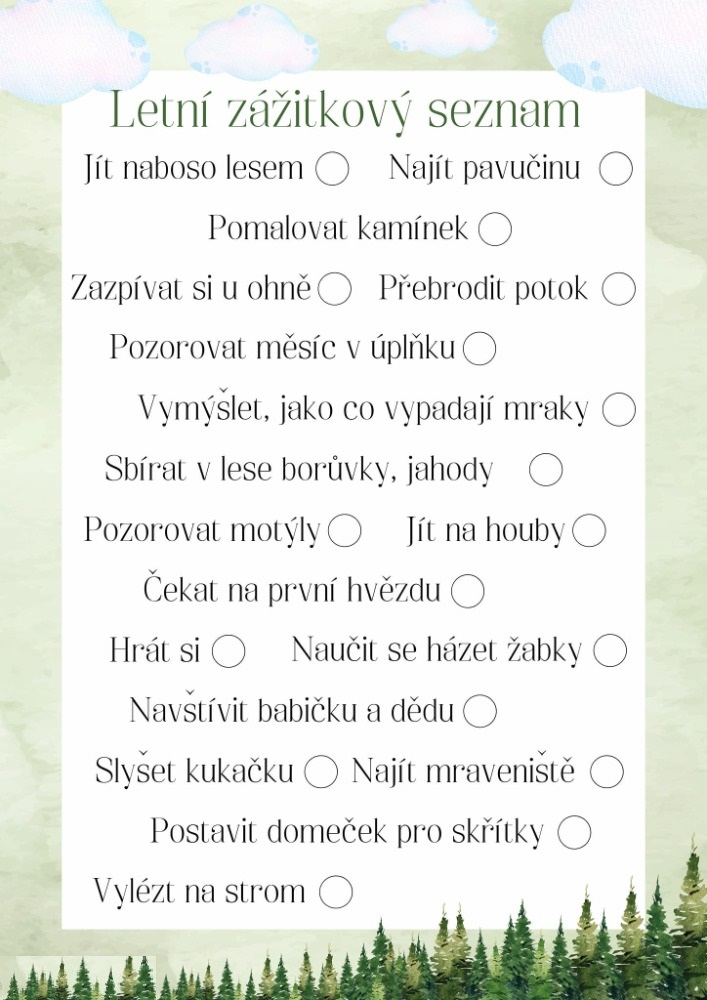 Letní zážitkový seznam
Jít naboso lesem Najít pavučinu
Pomalovat kamínek
Zazpívat si u ohně Přebrodit potok
Pozorovat měsíc v úplňku
Vymýšlet, jako co vypadají mraky
Sbírat v lese borůvky, jahody
Pozorovat motýly Jít na houby
Čekat na první hvězdu
Hrát si Naučit se házet žabky
Navštívit babičku a dědu
Slyšet kukačku Najít mraveniště
Postavit domeček pro skřítky
Vylézt na strom